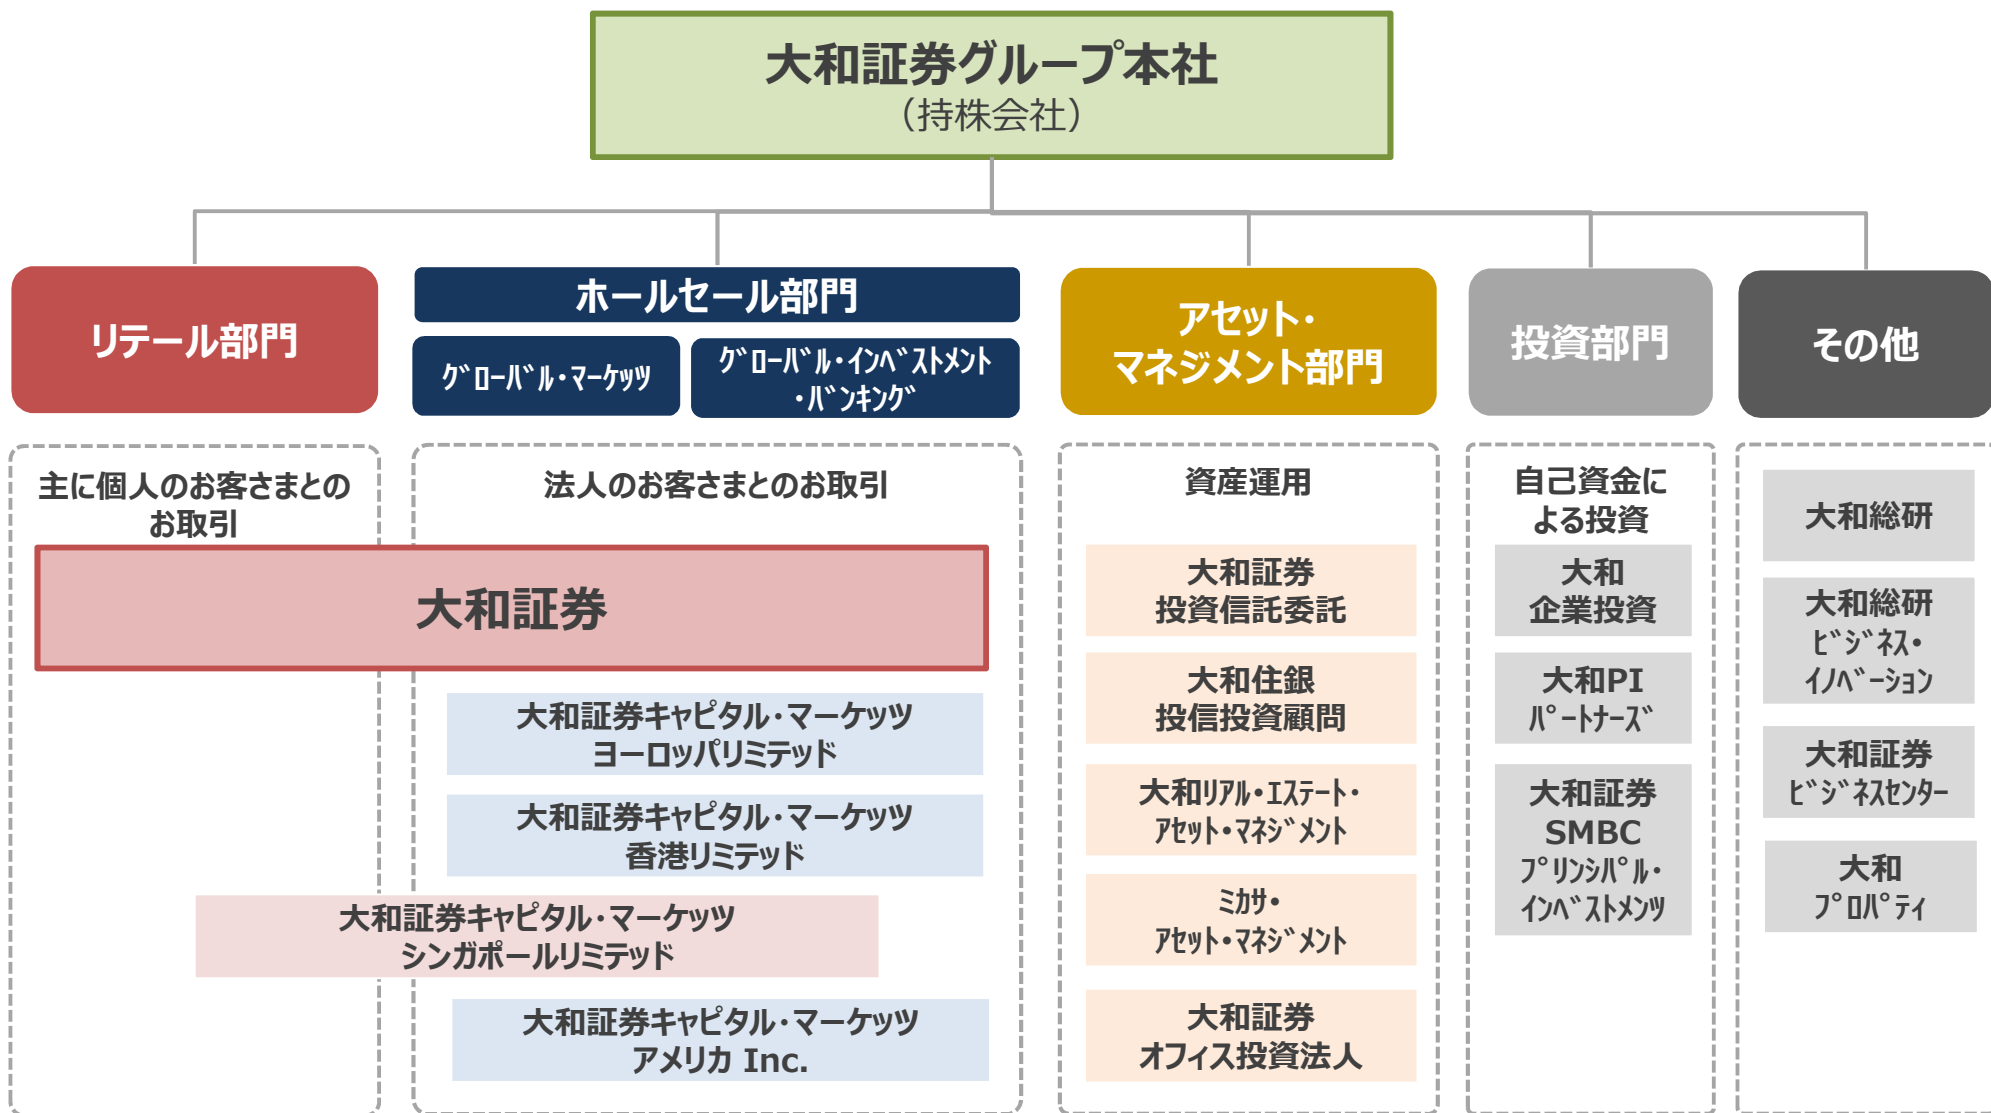 大和証券グループ本社
（持株会社）
リテール部門
ホールセール部門
ｸﾞﾛｰﾊﾞﾙ・ﾏｰｹｯﾂ
ｸﾞﾛｰﾊﾞﾙ・ｲﾝﾍﾞｽﾄﾒﾝﾄ
・ﾊﾞﾝｷﾝｸﾞ
アセット・
マネジメント部門
投資部門
その他
主に個人のお客さまとの
お取引
法人のお客さまとのお取引
大和証券
大和証券キャピタル・マーケッツ
ヨーロッパリミテッド
大和証券キャピタル・マーケッツ
香港リミテッド
大和証券キャピタル・マーケッツ
シンガポールリミテッド
大和証券キャピタル・マーケッツ
アメリカ Inc.
資産運用
大和証券
投資信託委託
大和住銀
投信投資顧問
大和ﾘｱﾙ・ｴｽﾃｰﾄ・
ｱｾｯﾄ・ﾏﾈｼﾞﾒﾝﾄ
ﾐｶｻ・
ｱｾｯﾄ・ﾏﾈｼﾞﾒﾝﾄ
大和証券
オフィス投資法人
自己資金に
よる投資
大和
企業投資
大和PI
ﾊﾟｰﾄﾅｰｽﾞ
大和証券
SMBC
ﾌﾟﾘﾝｼﾊﾟﾙ・
ｲﾝﾍﾞｽﾄﾒﾝﾂ
大和総研
大和総研
ﾋﾞｼﾞﾈｽ・
ｲﾉﾍﾞｰｼｮﾝ
大和証券
ﾋﾞｼﾞﾈｽｾﾝﾀｰ
大和
ﾌﾟﾛﾊﾟﾃｨ